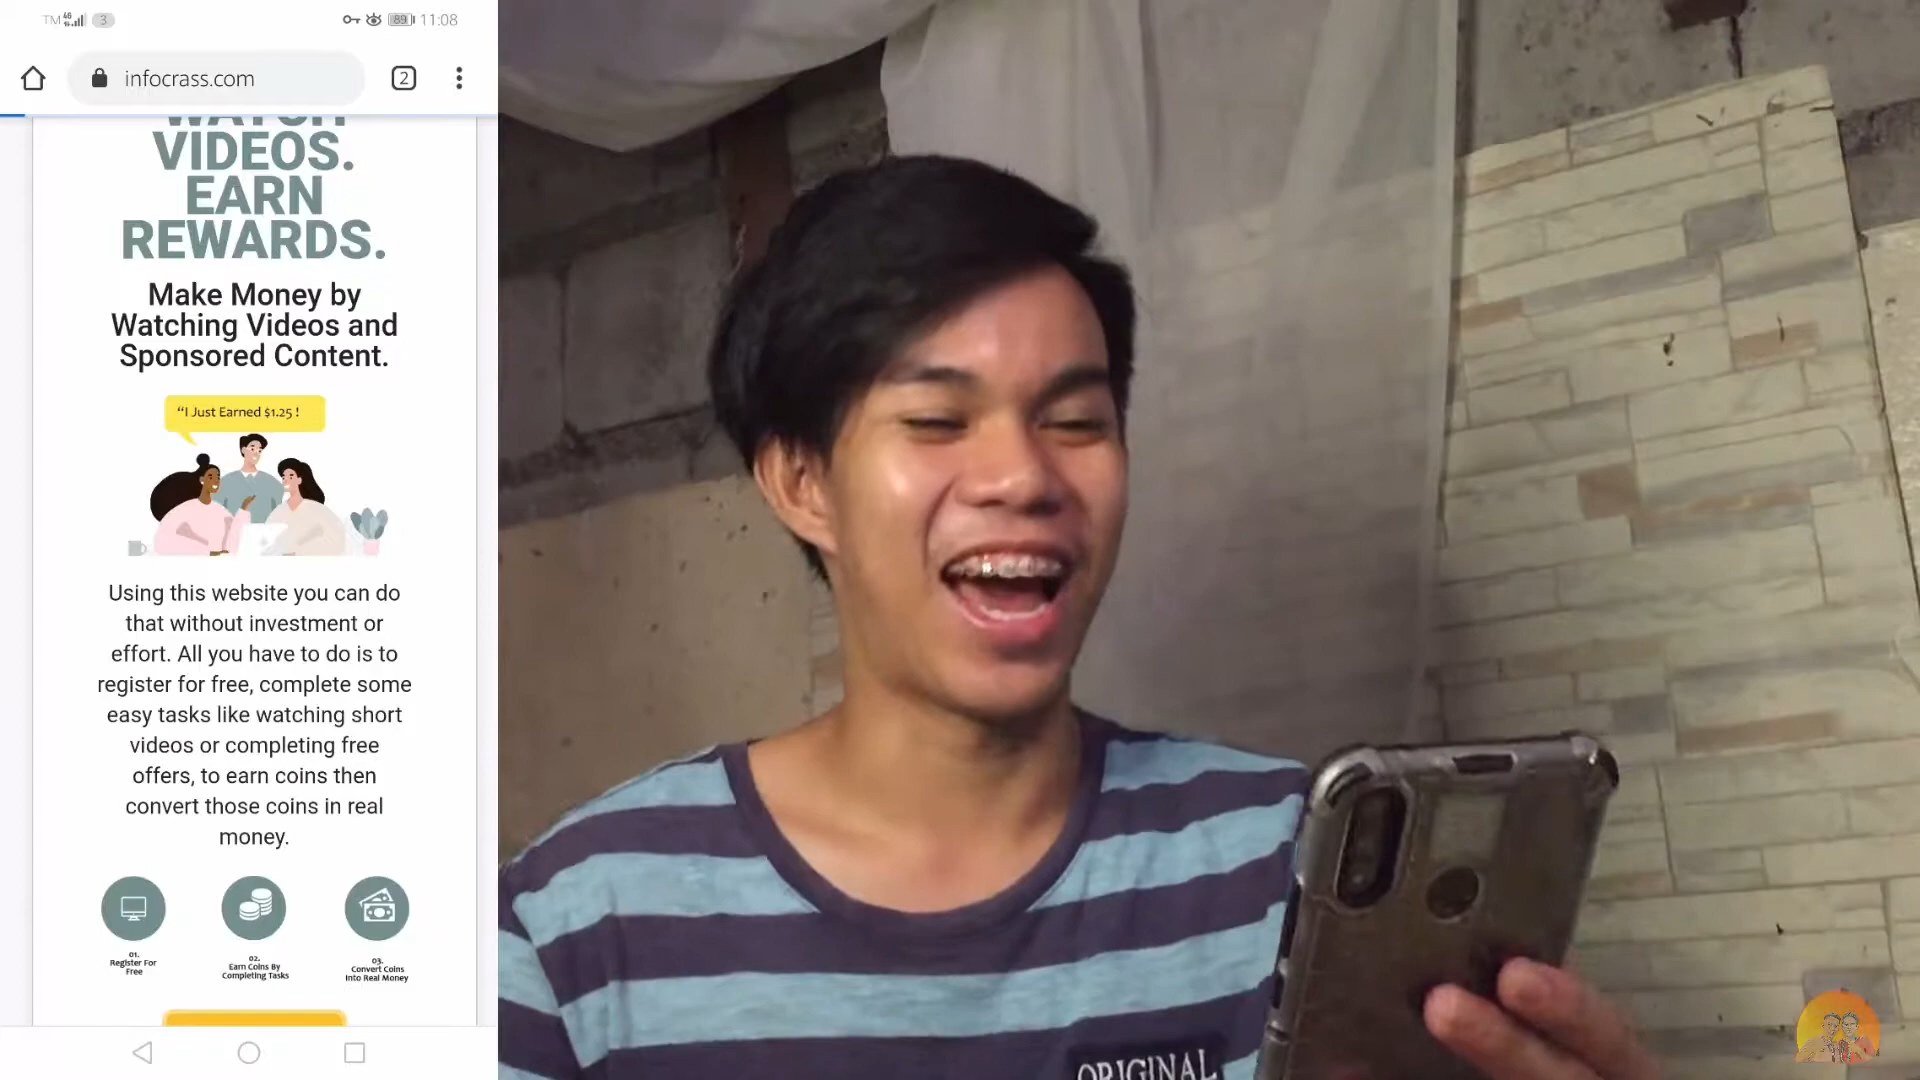 TM 4G 3 89 11:08
infocrass.com 2
WATCH
VIDEOS.
EARN
REWARDS.
Make Money by
Watching Videos and
Sponsored Content.
“I Just Earned $1.25 !
Using this website you can do
that without investment or
effort. All you have to do is to
register for free, complete some
easy tasks like watching short
videos or completing free
offers, to earn coins then
convert those coins in real
money.
01.
Register For
Free
02.
Earn Coins By
Completing Tasks
03.
Convert Coins
Into Real Money
ORIGINAL